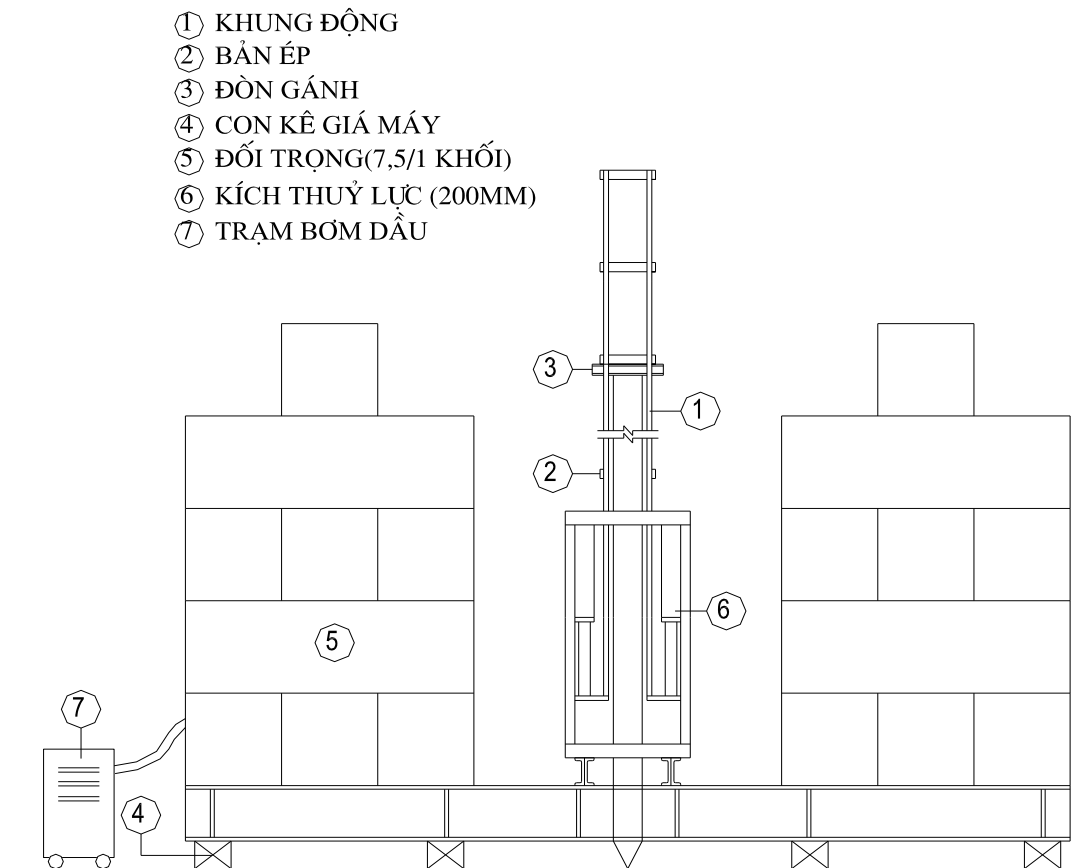 1 KHUNG ĐỘNG
2 BẢN ÉP
3 ĐÒN GÁNH
4 CON KÊ GIÁ MÁY
5 ĐỐI TRỌNG(7,5/1 KHỐI)
6 KÍCH THUỶ LỰC (200MM)
7 TRẠM BƠM DẦU
3
1
2
6
5
7
4